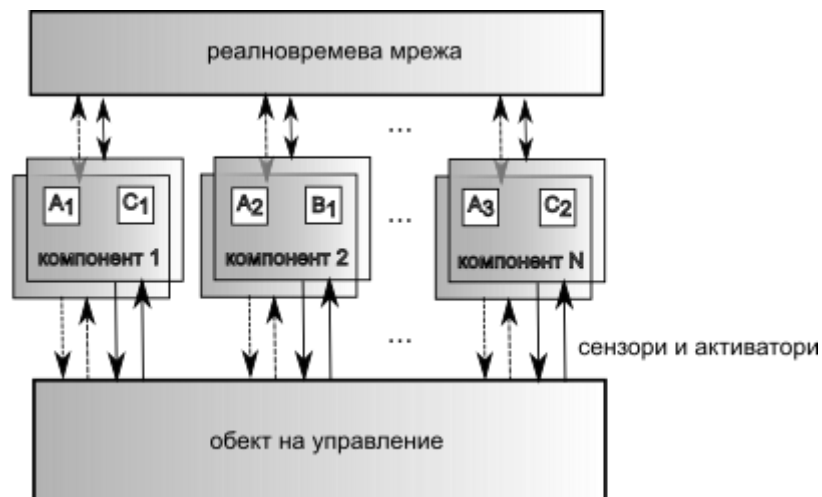 реалновремева мрежа
...
A1 C1
компонент 1
A2 B1
компонент 2
...
A3 C2
компонент N
...
сензори и активатори
обект на управление